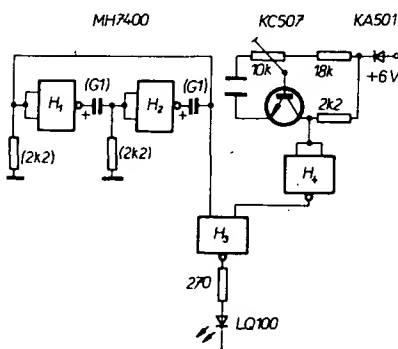 MH7400 KC507 KA501
(G1) (G1) 10k 18k
+6V
H1 + H2 + 2k2
(2k2) (2k2) H4
H3
270
LQ100